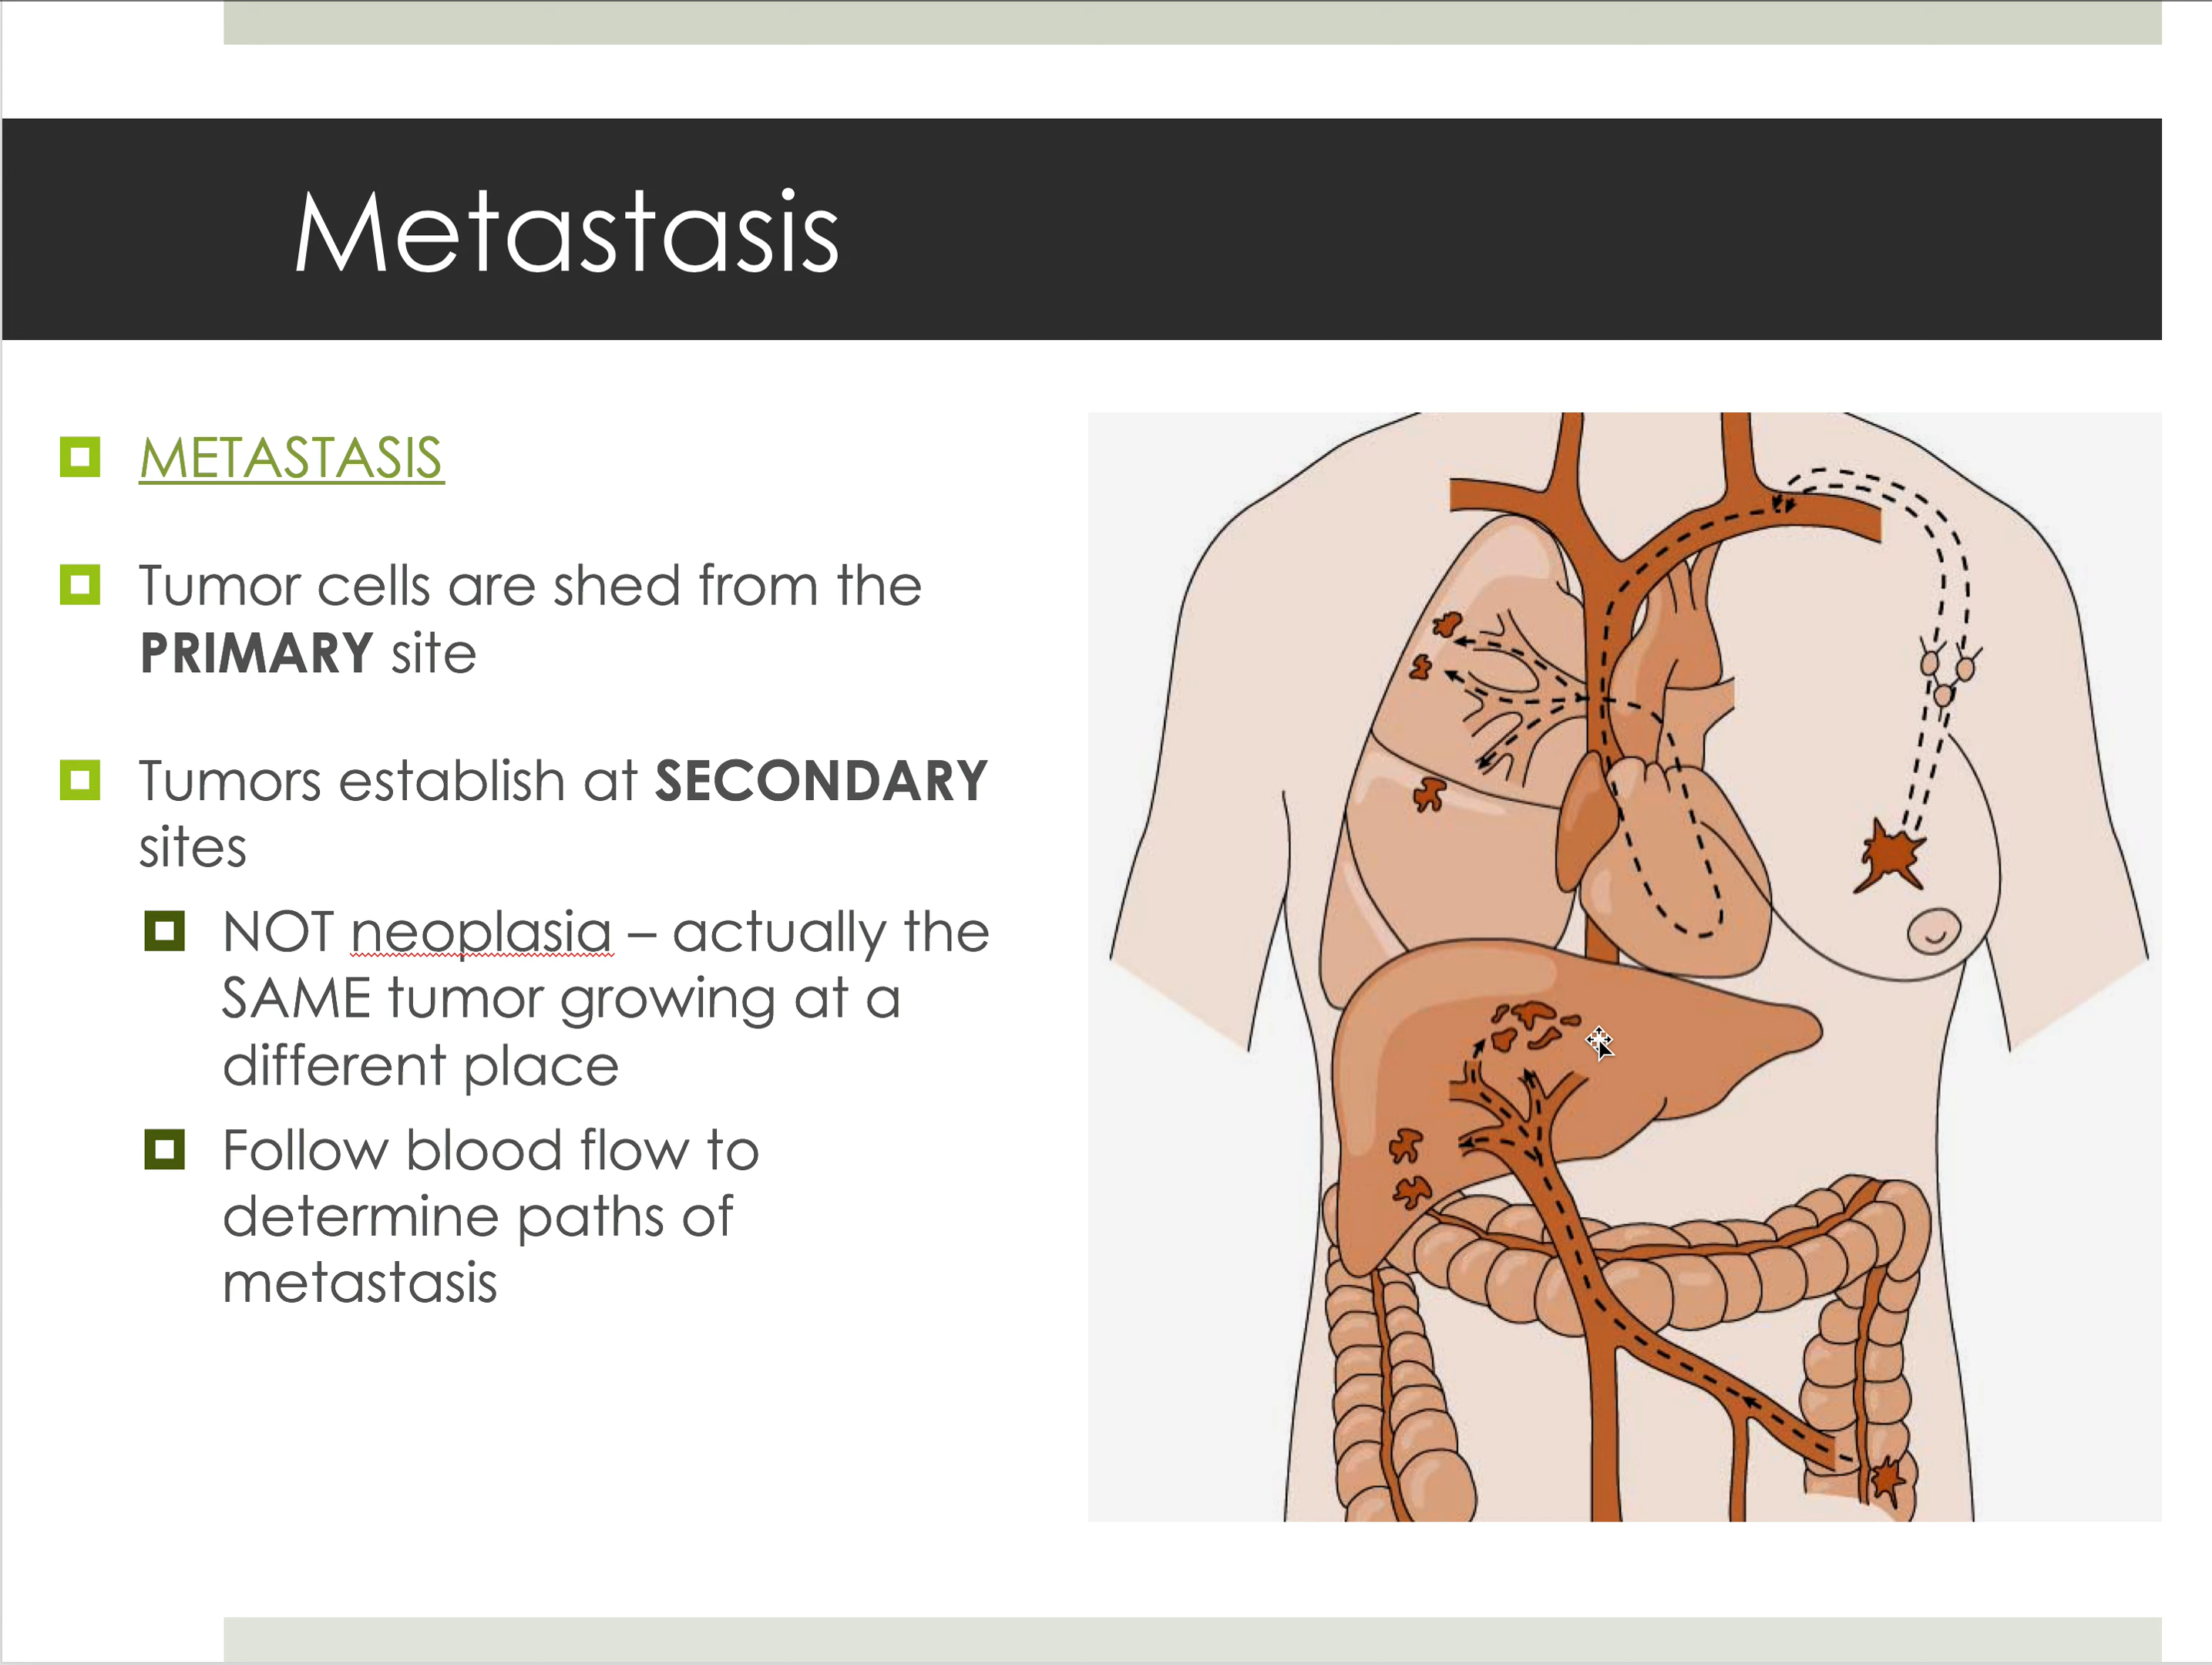 Metastasis
METASTASIS
Tumor cells are shed from the
PRIMARY site
Tumors establish at SECONDARY
sites
NOT neoplasia – actually the
SAME tumor growing at a
different place
Follow blood flow to
determine paths of
metastasis